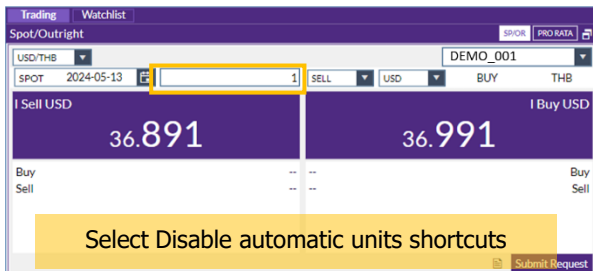 Trading Watchlist
Spot/Outright SP/OR PRO RATA
USD/THB DEMO_001
SPOT 2024-05-13 1 SELL USD BUY THB
I Sell USD I Buy USD
36.891 36.991
Buy -- -- Buy
Sell -- -- Sell
Select Disable automatic units shortcuts
Submit Request